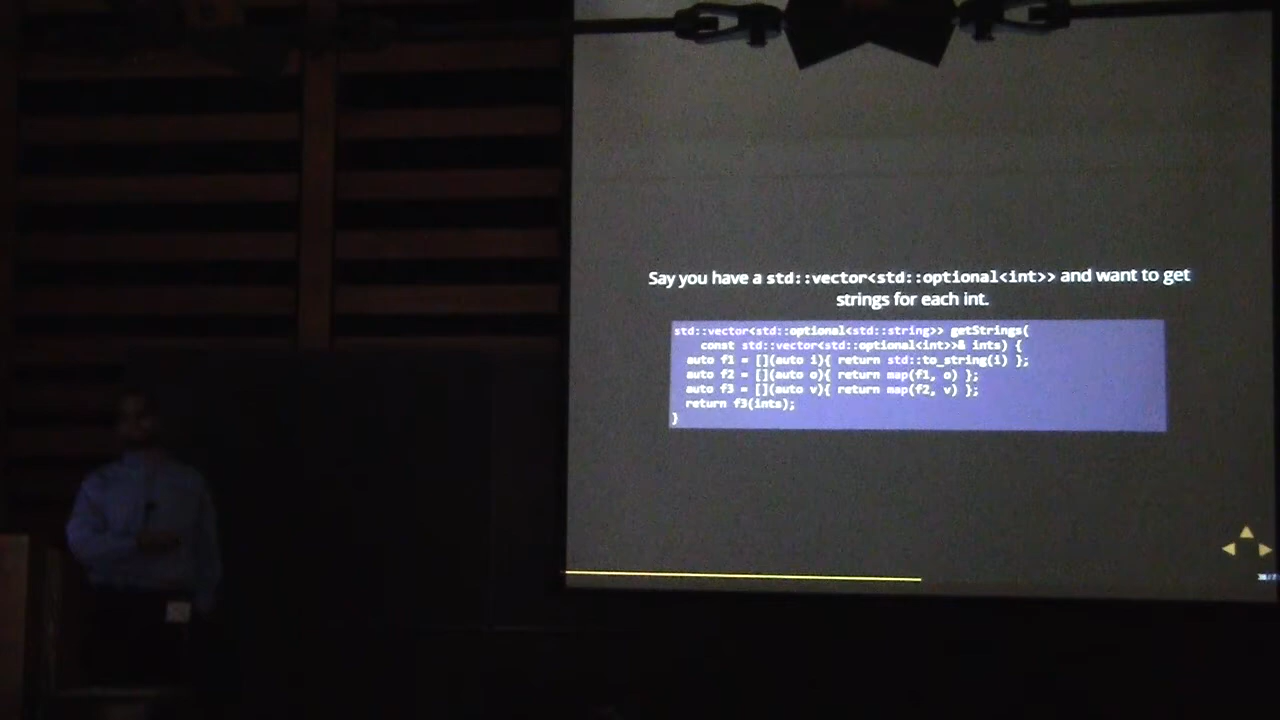 Say you have a std::vector<std::optional<int>> and want to get
strings for each int.
std::vector<std::optional<std::string>> getStrings(
const std::vector<std::optional<int>>& ints) {
auto f1 = [](auto i){ return std::to_string(i) };
auto f2 = [](auto o){ return map(f1, o) };
auto f3 = [](auto v){ return map(f2, v) };
return f3(ints);
}